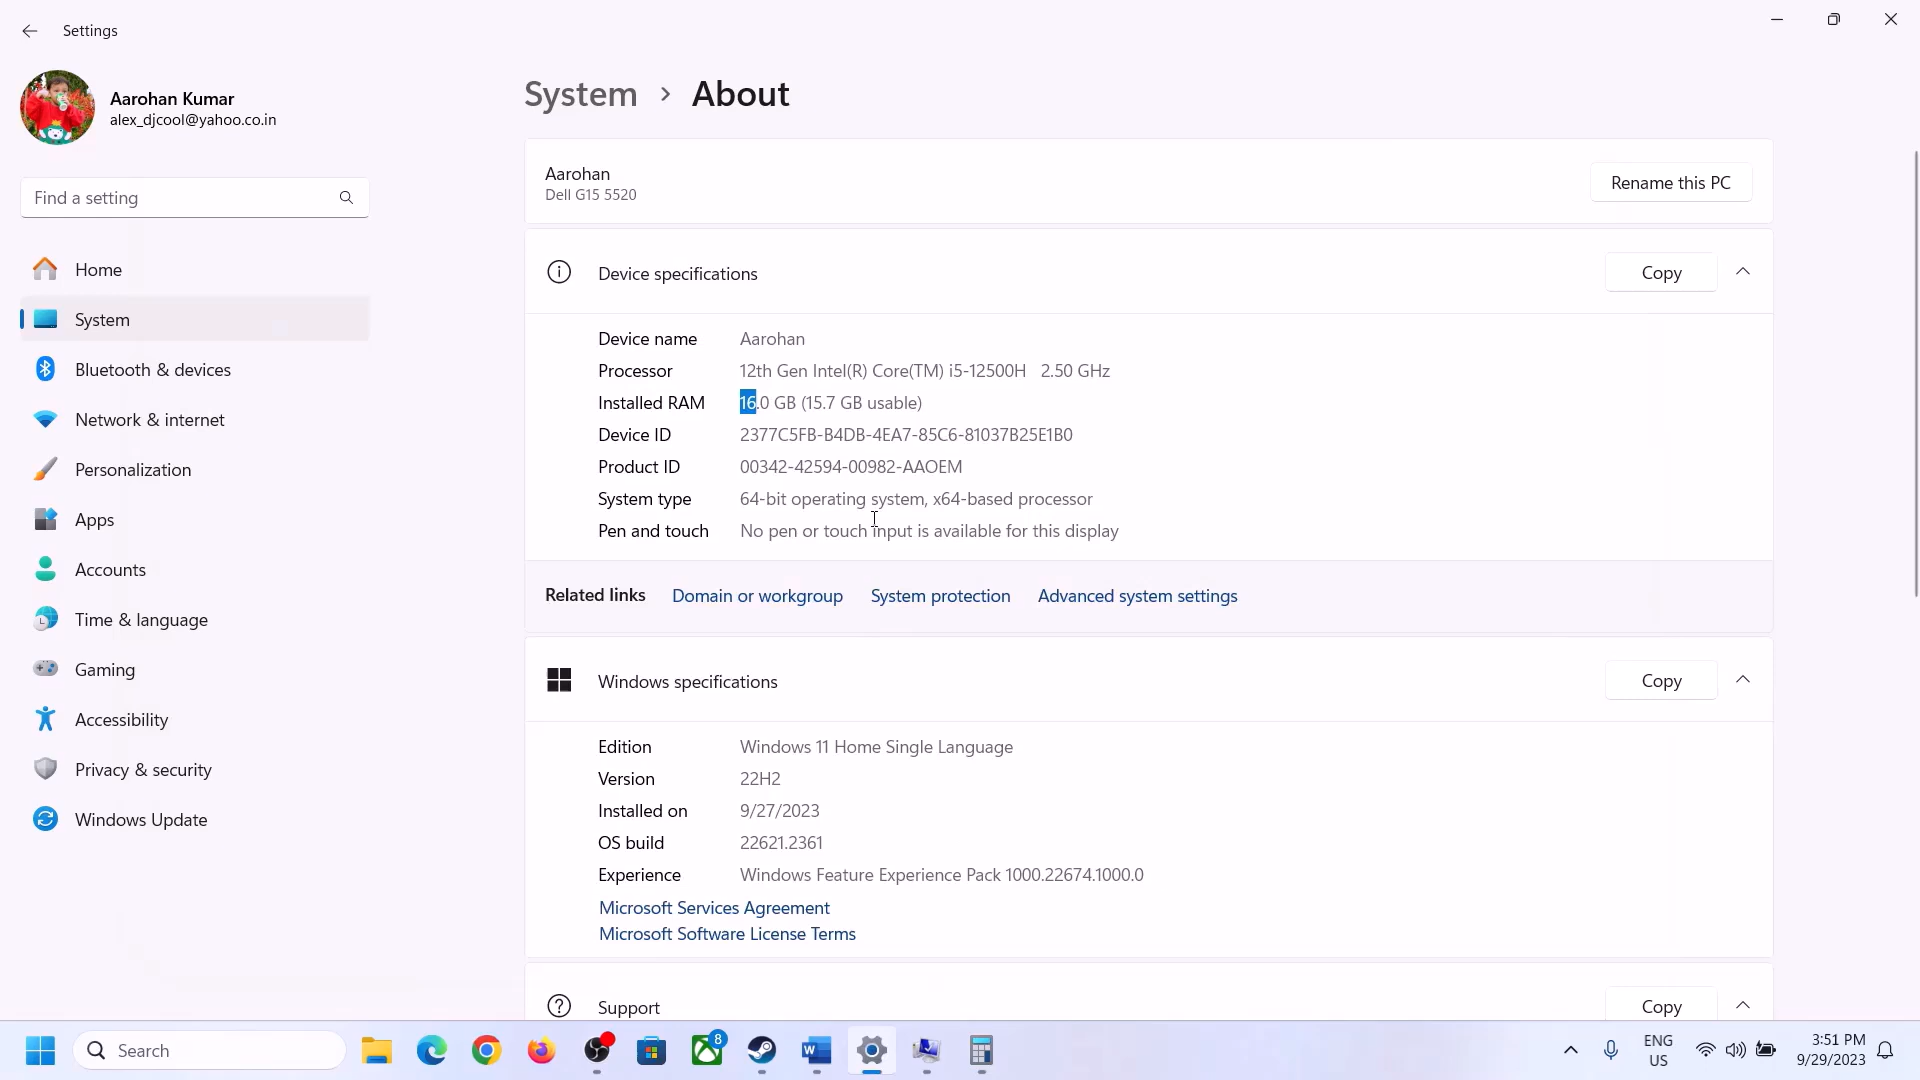 Settings
Aarohan Kumar
alex_djcool@yahoo.co.in
Find a setting
Home
System
Bluetooth & devices
Network & internet
Personalization
Apps
Accounts
Time & language
Gaming
Accessibility
Privacy & security
Windows Update
System > About
Aarohan
Dell G15 5520
Rename this PC
Device specifications
Copy
Device name Aarohan
Processor 12th Gen Intel(R) Core(TM) i5-12500H 2.50 GHz
Installed RAM 16.0 GB (15.7 GB usable)
Device ID 2377C5FB-B4DB-4EA7-85C6-81037B25E1B0
Product ID 00342-42594-00982-AAOEM
System type 64-bit operating system, x64-based processor
Pen and touch No pen or touch input is available for this display
Related links Domain or workgroup System protection Advanced system settings
Windows specifications
Copy
Edition Windows 11 Home Single Language
Version 22H2
Installed on 9/27/2023
OS build 22621.2361
Experience Windows Feature Experience Pack 1000.22674.1000.0
Microsoft Services Agreement
Microsoft Software License Terms
Support
Copy
Search
8
W
ENG
US
3:51 PM
9/29/2023